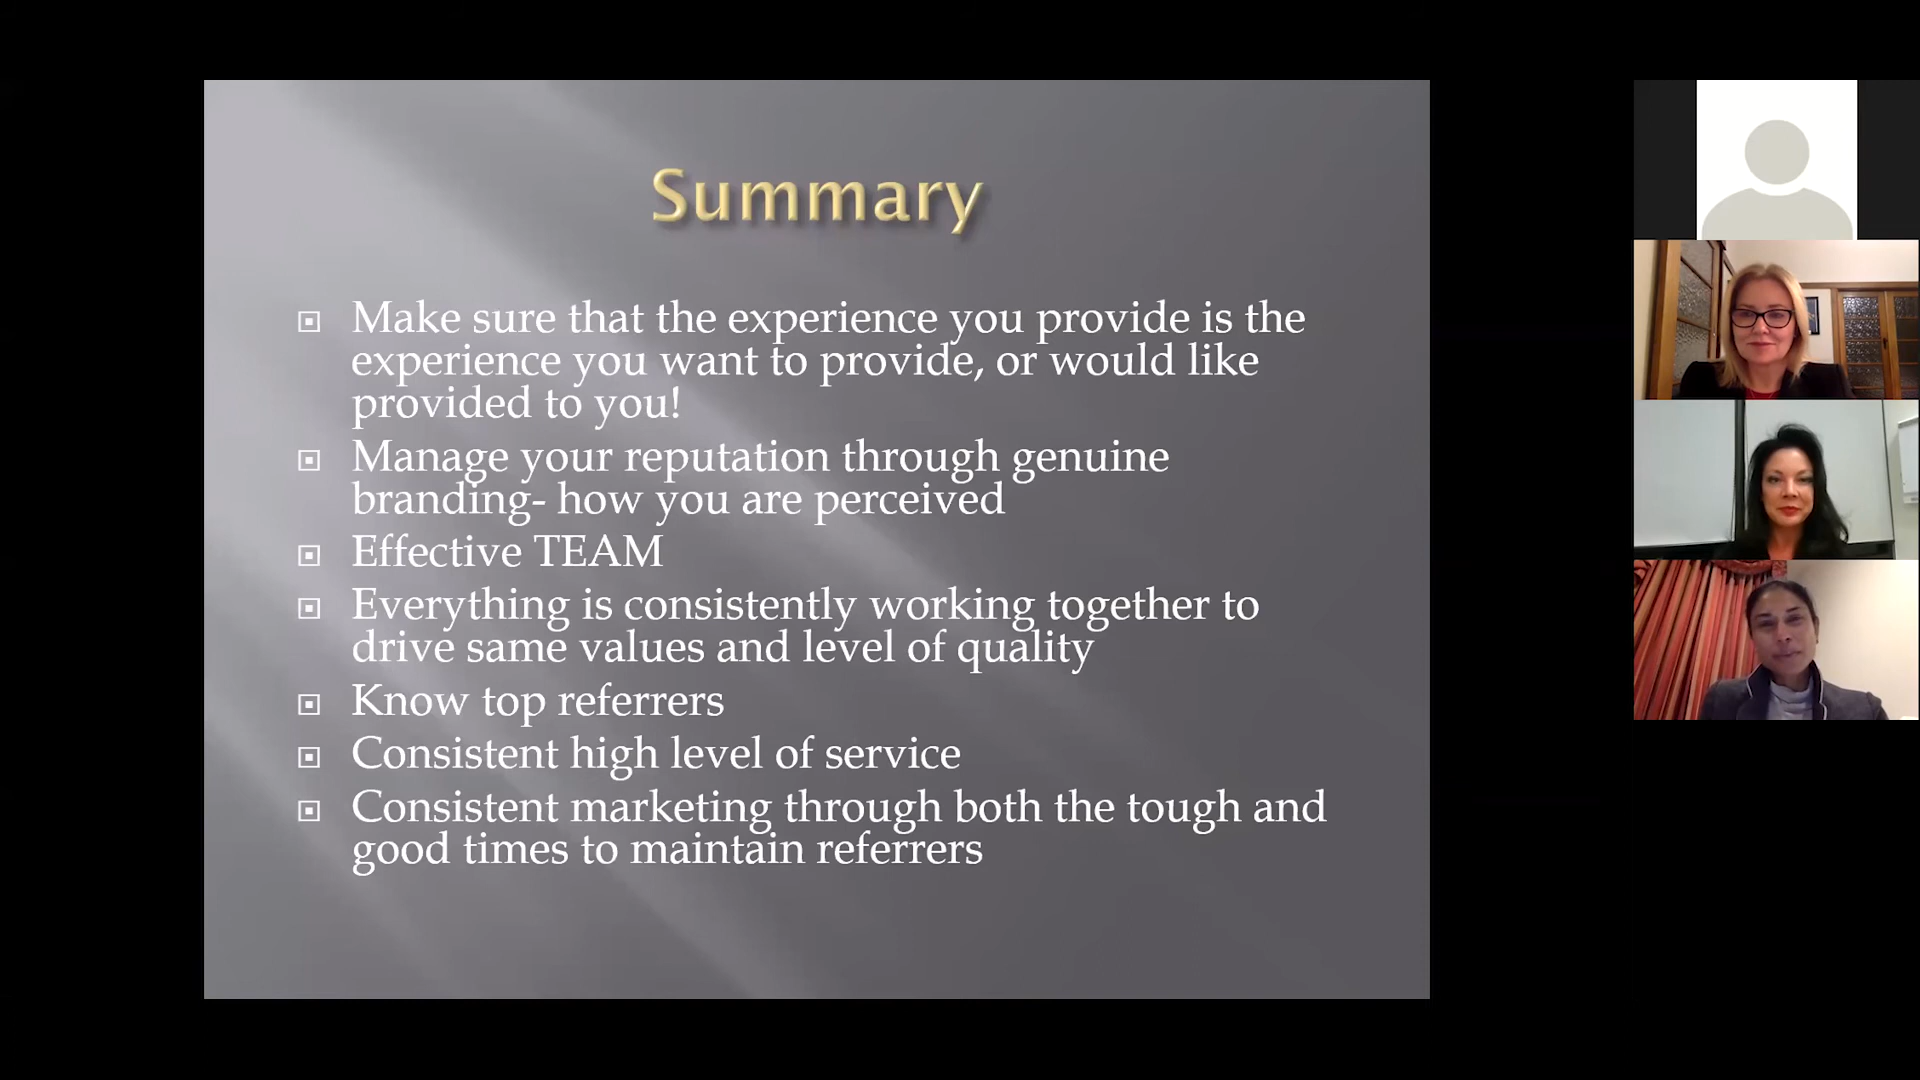 Summary
Make sure that the experience you provide is the
experience you want to provide, or would like
provided to you!
Manage your reputation through genuine
branding- how you are perceived
Effective TEAM
Everything is consistently working together to
drive same values and level of quality
Know top referrers
Consistent high level of service
Consistent marketing through both the tough and
good times to maintain referrers